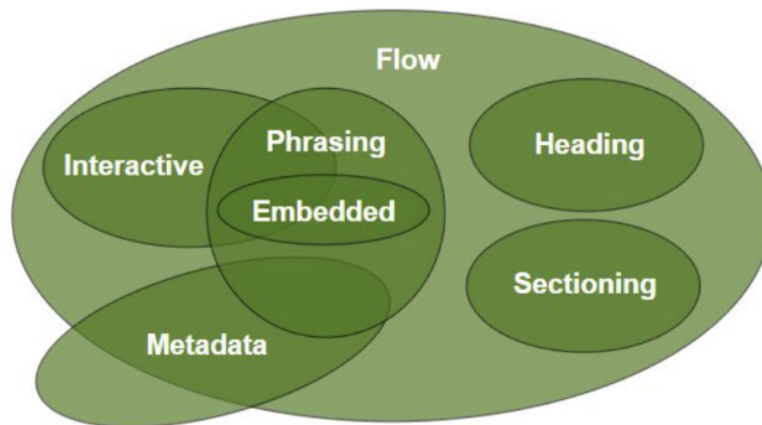 Flow
Phrasing
Heading
Interactive
Embedded
Sectioning
Metadata